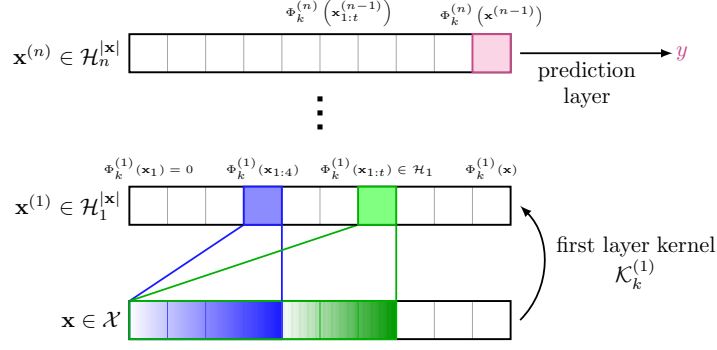 Φ_k^{(n)}(𝐱_{1:t}^{(n−1)})
Φ_k^{(n)}(𝐱^{(n−1)})
𝐱^{(n)} ∈ ℋ_n^{|𝐱|}
y
prediction
layer
⋮
Φ_k^{(1)}(𝐱_1) = 0
Φ_k^{(1)}(𝐱_{1:4})
Φ_k^{(1)}(𝐱_{1:t}) ∈ ℋ_1
Φ_k^{(1)}(𝐱)
𝐱^{(1)} ∈ ℋ_1^{|𝐱|}
first layer kernel
𝒦_k^{(1)}
𝐱 ∈ 𝒳